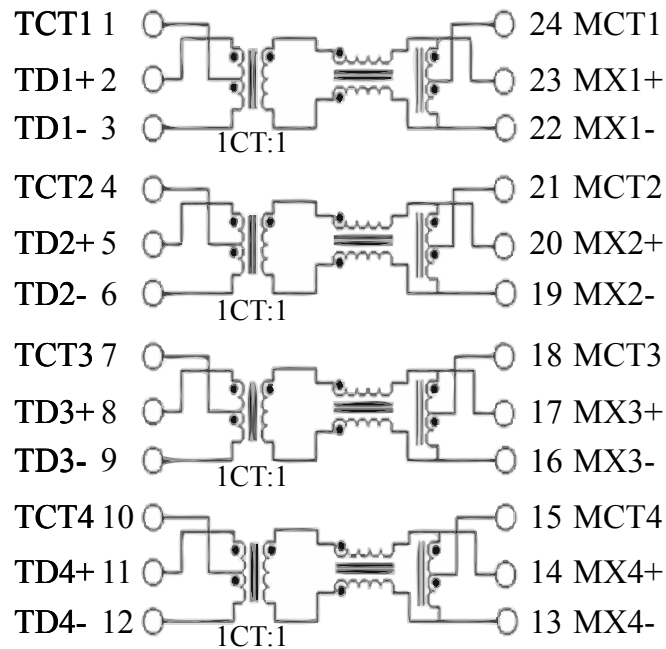 TCT1 1 24 MCT1
TD1+ 2 23 MX1+
TD1- 3 22 MX1-
1CT:1
TCT2 4 21 MCT2
TD2+ 5 20 MX2+
TD2- 6 19 MX2-
1CT:1
TCT3 7 18 MCT3
TD3+ 8 17 MX3+
TD3- 9 16 MX3-
1CT:1
TCT4 10 15 MCT4
TD4+ 11 14 MX4+
TD4- 12 13 MX4-
1CT:1